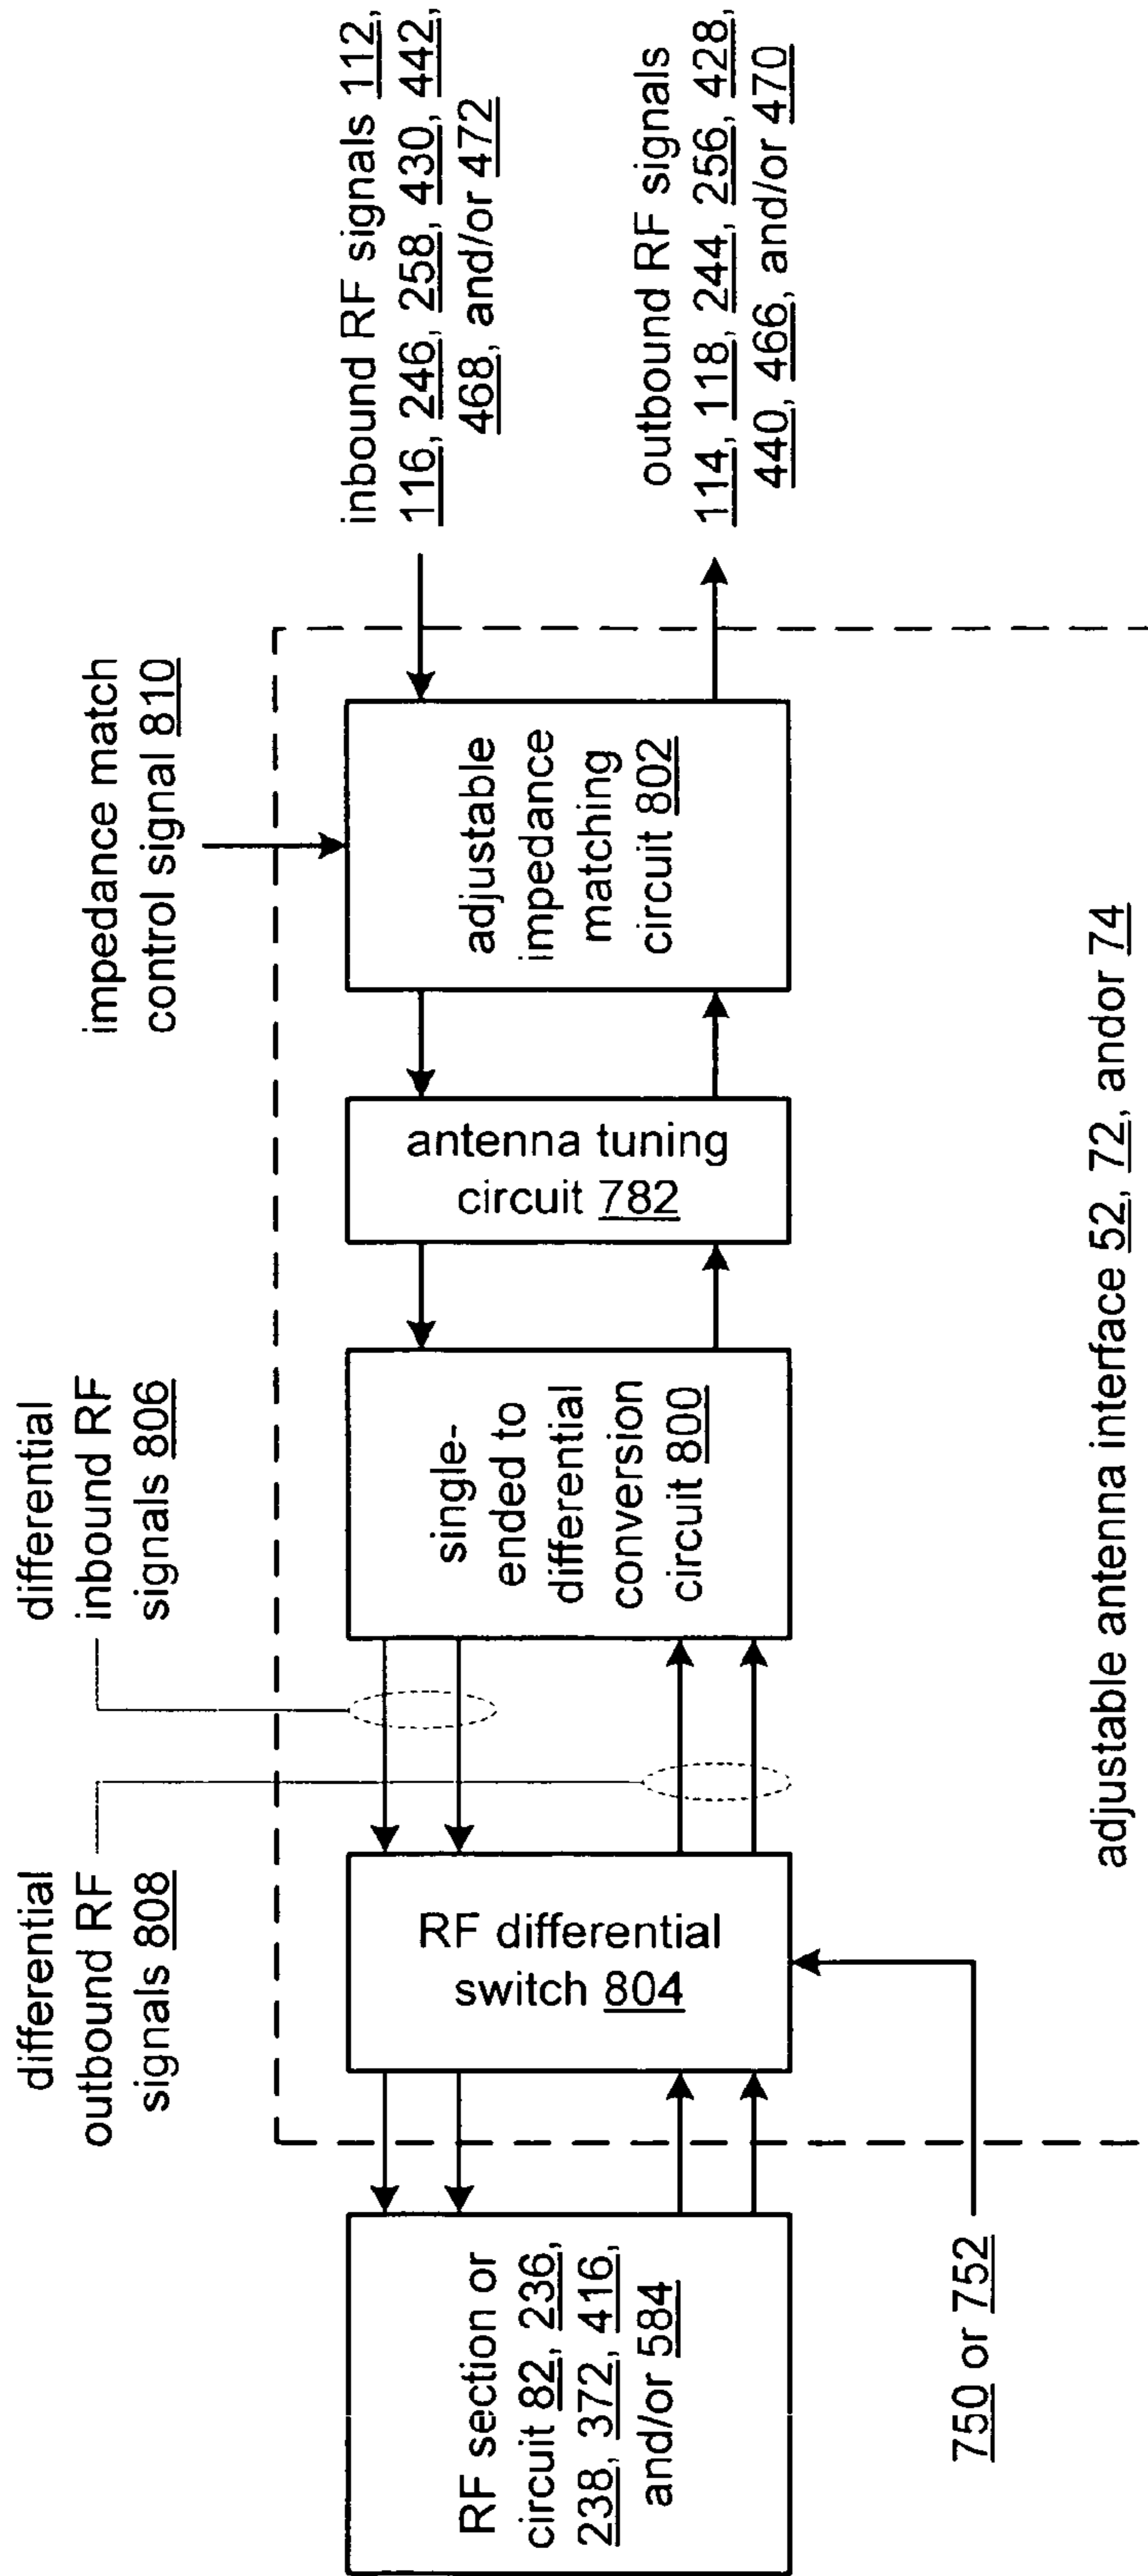 differential
outbound RF
signals 808
differential
inbound RF
signals 806
impedance match
control signal 810
inbound RF signals 112,
116, 246, 258, 430, 442,
468, and/or 472
outbound RF signals
114, 118, 244, 256, 428,
440, 466, and/or 470
RF section or
circuit 82, 236,
238, 372, 416,
and/or 584
RF differential
switch 804
single-
ended to
differential
conversion
circuit 800
antenna tuning
circuit 782
adjustable
impedance
matching
circuit 802
750 or 752
adjustable antenna interface 52, 72, andor 74